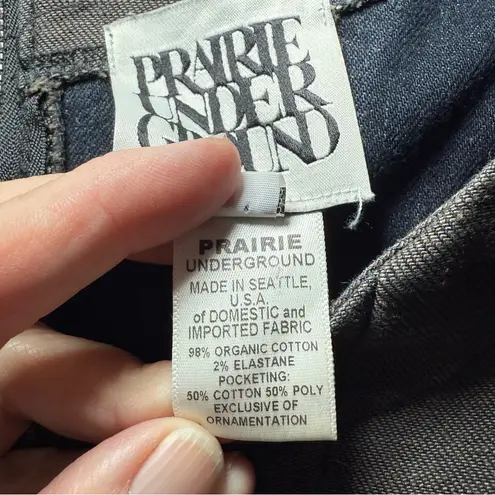 PRAIRIE
UNDER
GROUND
PRAIRIE
UNDERGROUND
MADE IN SEATTLE,
U.S.A.
of DOMESTIC and
IMPORTED FABRIC
98% ORGANIC COTTON
2% ELASTANE
POCKETING:
50% COTTON 50% POLY
EXCLUSIVE OF
ORNAMENTATION